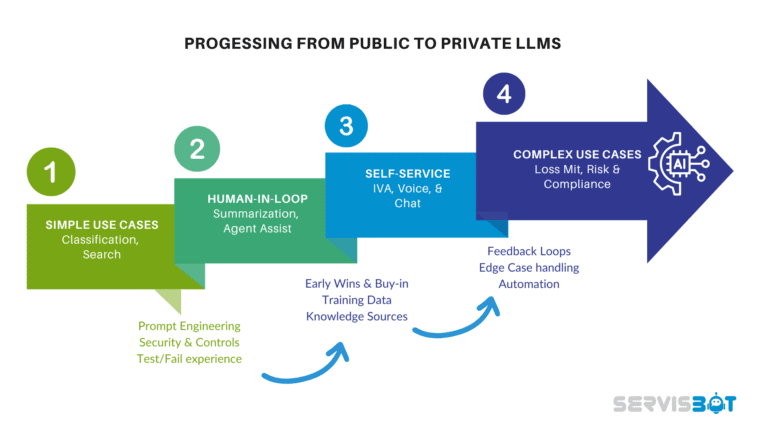 PROGESSING FROM PUBLIC TO PRIVATE LLMS
1
SIMPLE USE CASES
Classification,
Search
2
HUMAN-IN-LOOP
Summarization,
Agent Assist
3
SELF-SERVICE
IVA, Voice, &
Chat
4
COMPLEX USE CASES
Loss Mit, Risk &
Compliance
AI
Prompt Engineering
Security & Controls
Test/Fail experience
Early Wins & Buy-in
Training Data
Knowledge Sources
Feedback Loops
Edge Case handling
Automation
SERVISBOT